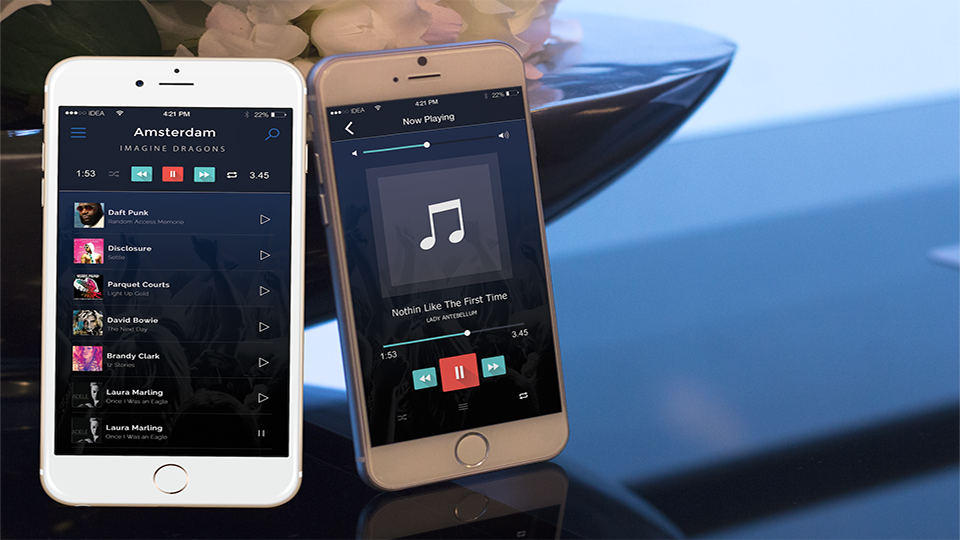 IDEA 4:21 PM 22%
Amsterdam
IMAGINE DRAGONS
1:53 3.45
Daft Punk
Random Access Memorie
Disclosure
Settle
Parquet Courts
Light Up Gold
David Bowie
The Next Day
Brandy Clark
12 Stories
Laura Marling
Once I Was an Eagle
ADELE
Laura Marling
Once I Was an Eagle
ADELE
IDEA 4:21 PM 22%
Now Playing
Nothin Like The First Time
LADY ANTEBELLUM
1:53 3.45